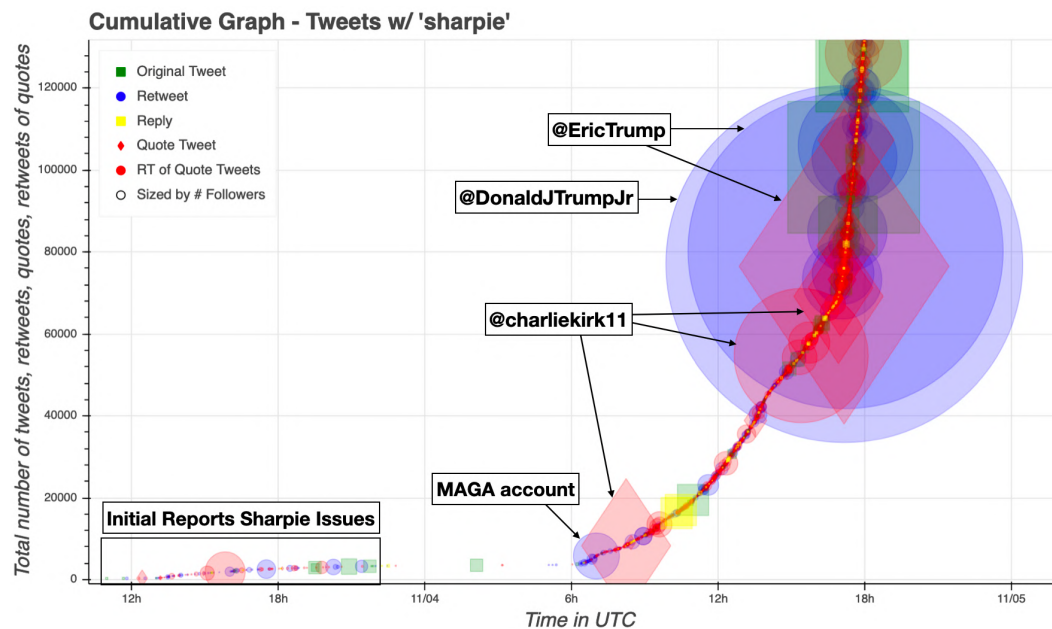 Cumulative Graph - Tweets w/ 'sharpie'
Total number of tweets, retweets, quotes, retweets of quotes
120000
100000
80000
60000
40000
20000
0
Original Tweet
Retweet
Reply
Quote Tweet
RT of Quote Tweets
Sized by # Followers
@EricTrump
@DonaldJTrumpJr
@charliekirk11
MAGA account
Initial Reports Sharpie Issues
12h
18h
11/04
6h
12h
18h
11/05
Time in UTC